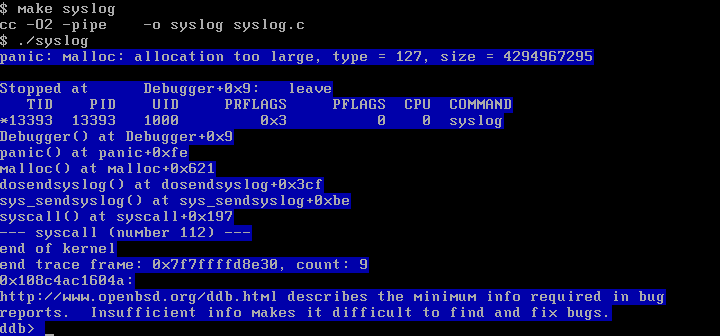 $ make syslog
cc -O2 -pipe    -o syslog syslog.c
$ ./syslog
panic: malloc: allocation too large, type = 127, size = 4294967295

Stopped at      Debugger+0x9:   leave
   TID    PID    UID     PRFLAGS     PFLAGS  CPU  COMMAND
*13393  13393   1000         0x3          0    0  syslog
Debugger() at Debugger+0x9
panic() at panic+0xfe
malloc() at malloc+0x621
dosendsyslog() at dosendsyslog+0x3cf
sys_sendsyslog() at sys_sendsyslog+0xbe
syscall() at syscall+0x197
--- syscall (number 112) ---
end of kernel
end trace frame: 0x7f7ffffd8e30, count: 9
0x108c4ac1604a:
http://www.openbsd.org/ddb.html describes the minimum info required in bug
reports.  Insufficient info makes it difficult to find and fix bugs.
ddb>